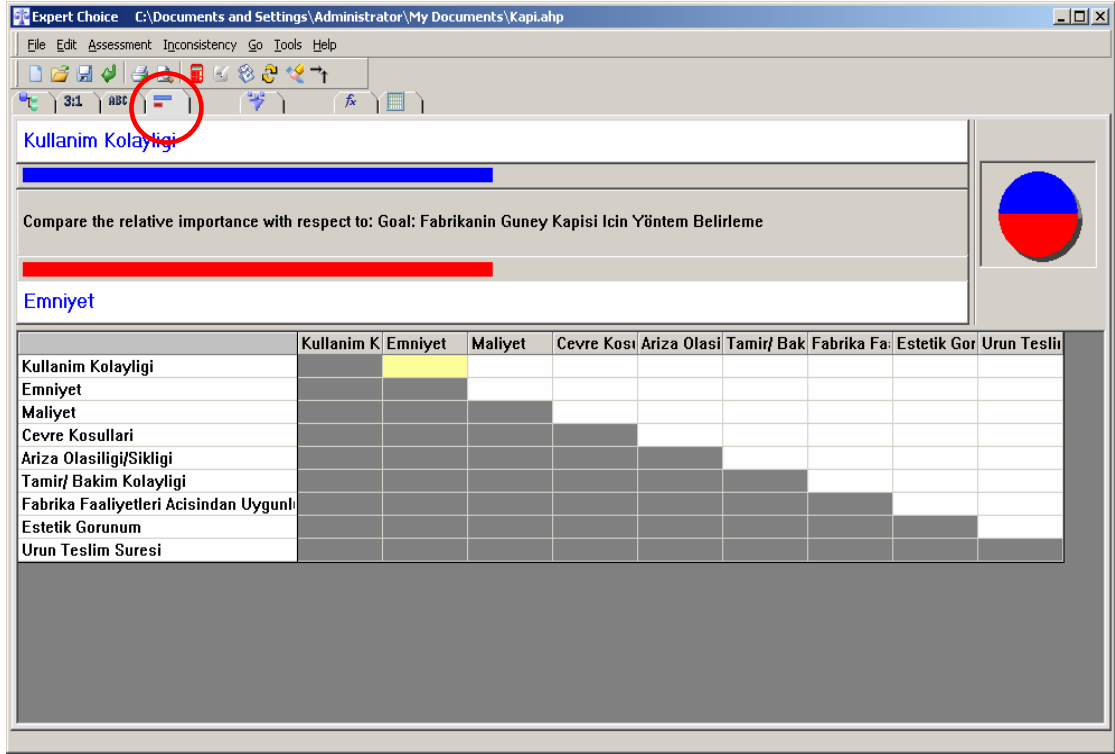 Expert Choice C:\Documents and Settings\Administrator\My Documents\Kapi.ahp
File Edit Assessment Inconsistency Go Tools Help
3:1 ABC fx
Kullanim Kolayligi
Compare the relative importance with respect to: Goal: Fabrikanin Guney Kapisi Icin Yöntem Belirleme
Emniyet
Kullanim K Emniyet Maliyet Cevre Kosu Ariza Olasi Tamir/ Bak Fabrika Fa Estetik Gor Urun Teslin
Kullanim Kolayligi
Emniyet
Maliyet
Cevre Kosullari
Ariza Olasiligi/Sikligi
Tamir/ Bakim Kolayligi
Fabrika Faaliyetleri Acisindan Uygunlu
Estetik Gorunum
Urun Teslim Suresi